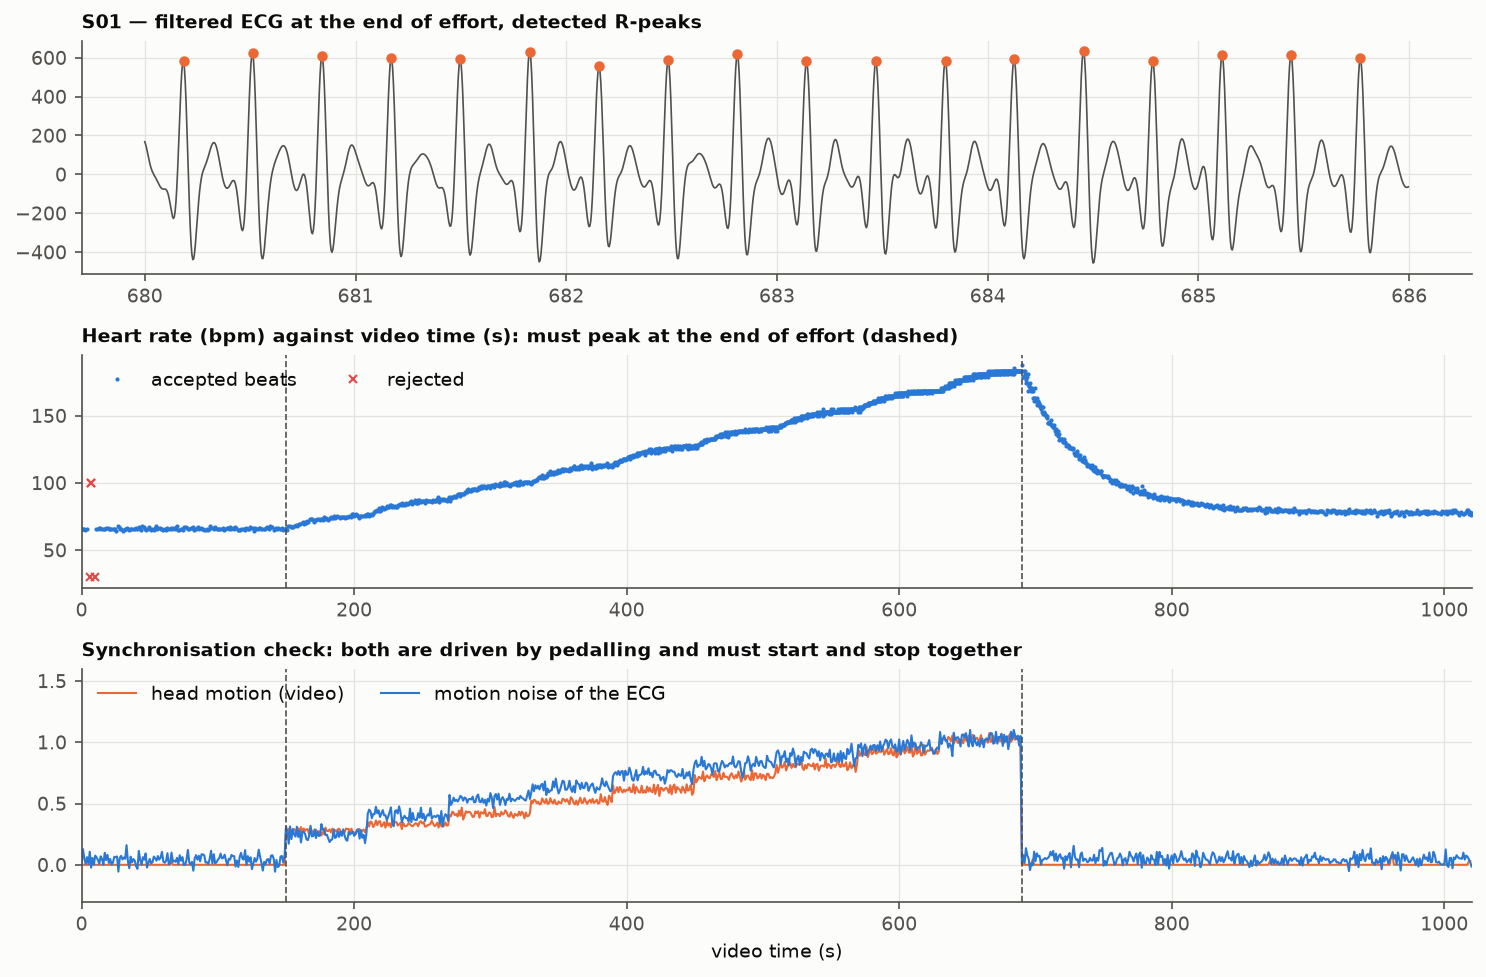 S01 — filtered ECG at the end of effort, detected R-peaks
600
400
200
0
−200
−400
680 681 682 683 684 685 686
Heart rate (bpm) against video time (s): must peak at the end of effort (dashed)
accepted beats rejected
150
100
50
0 200 400 600 800 1000
Synchronisation check: both are driven by pedalling and must start and stop together
1.5
head motion (video) motion noise of the ECG
1.0
0.5
0.0
0 200 400 600 800 1000
video time (s)